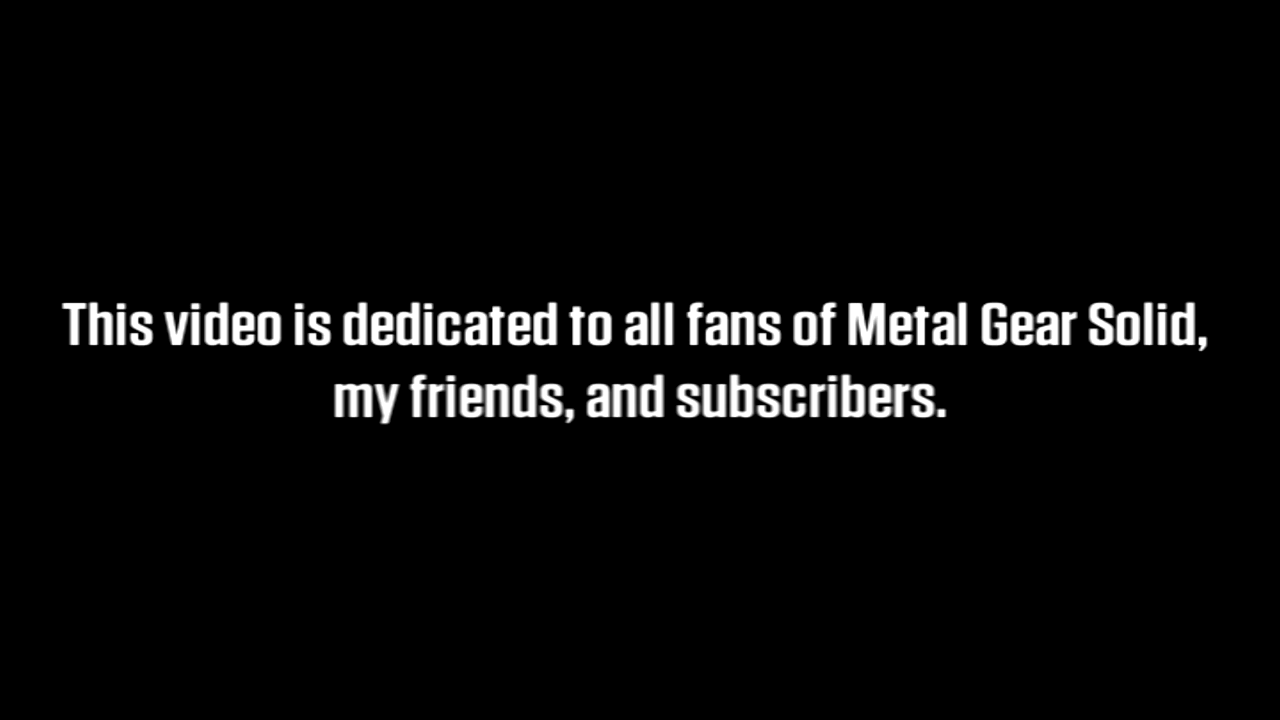 This video is dedicated to all fans of Metal Gear Solid,
my friends, and subscribers.